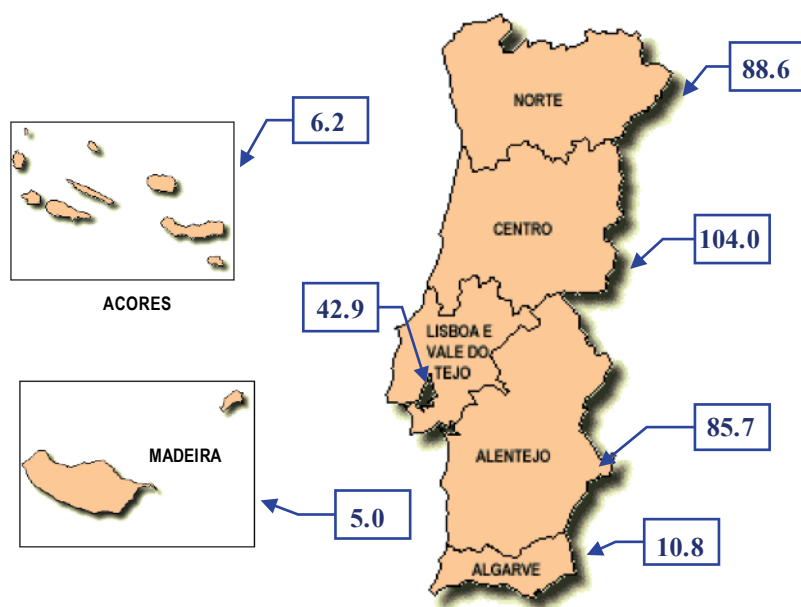 88.6
NORTE
6.2
CENTRO
104.0
ACORES
42.9
LISBOA E
VALE DO
TEJO
MADEIRA
ALENTEJO
85.7
5.0
10.8
ALGARVE